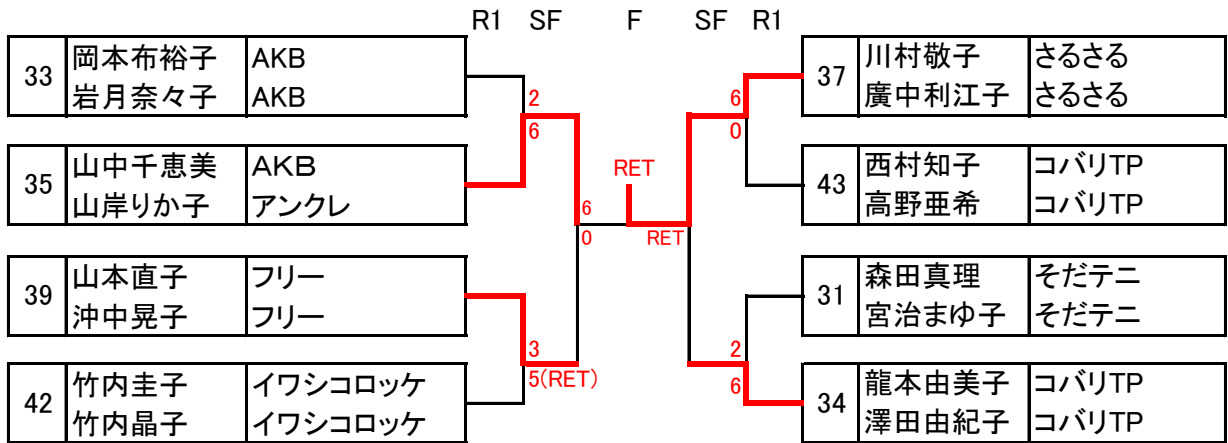 R1 SF F SF R1
33 岡本布裕子 AKB
岩月奈々子 AKB
35 山中千恵美 AKB
山岸りか子 アンクレ
39 山本直子 フリー
沖中晃子 フリー
42 竹内圭子 イワシコロッケ
竹内晶子 イワシコロッケ
2
6
3
5(RET)
6
0
RET
RET
6
0
2
6
37 川村敬子 さるさる
廣中利江子 さるさる
43 西村知子 コバリTP
高野亜希 コバリTP
31 森田真理 そだテニ
宮治まゆ子 そだテニ
34 龍本由美子 コバリTP
澤田由紀子 コバリTP